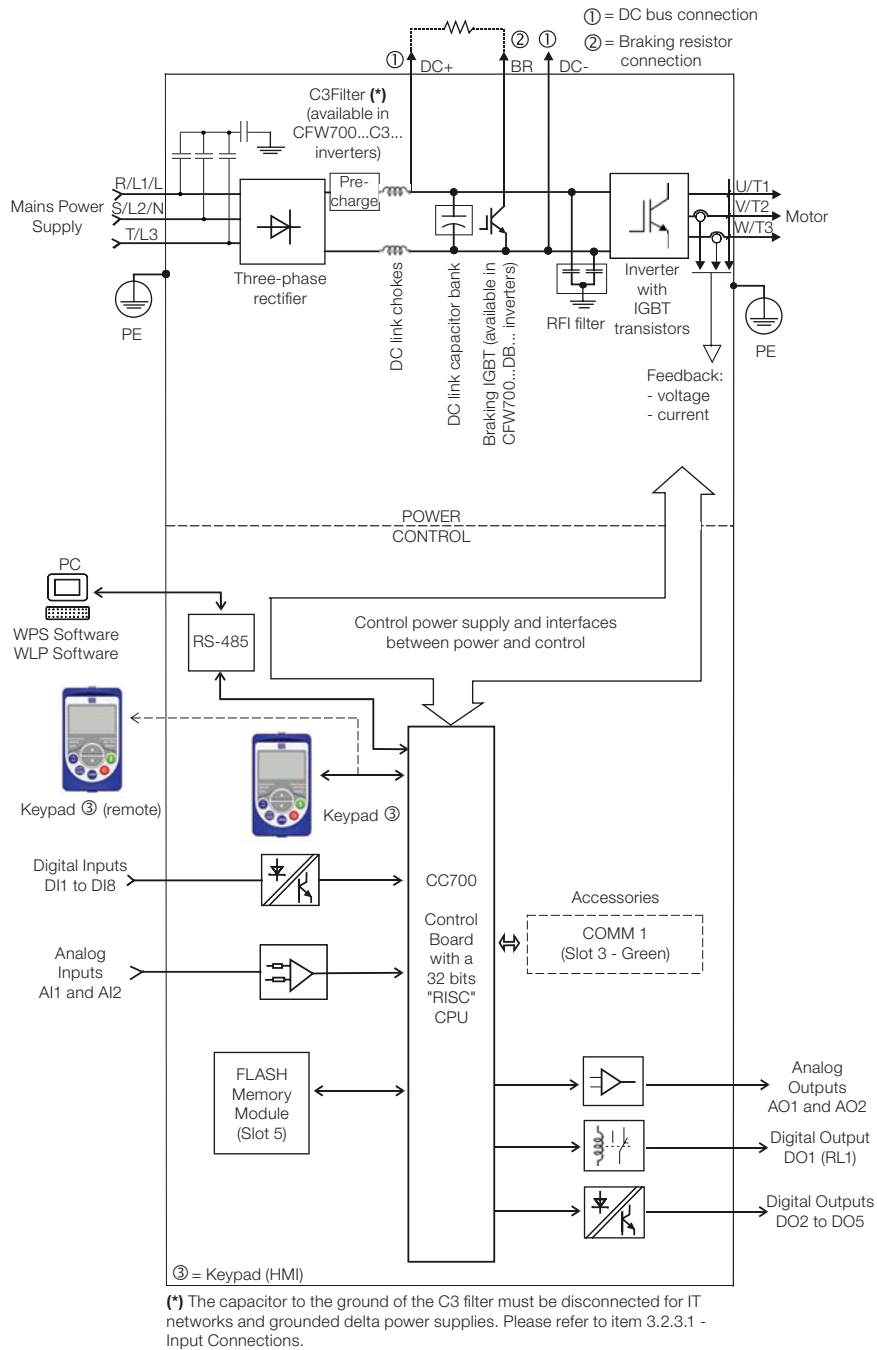 ① = DC bus connection
② = Braking resistor
connection
①
②
①
DC+
BR
DC-
C3Filter (*)
(available in
CFW700...C3...
inverters)
R/L1/L
S/L2/N
T/L3
Mains Power
Supply
Pre-
charge
U/T1
V/T2
W/T3
Motor
Three-phase
rectifier
DC link chokes
DC link capacitor bank
Braking IGBT (available in
CFW700...DB... inverters)
RFI filter
Inverter
with
IGBT
transistors
PE
PE
Feedback:
- voltage
- current
POWER
CONTROL
PC
WPS Software
WLP Software
RS-485
Control power supply and interfaces
between power and control
Keypad ③ (remote)
Keypad ③
Digital Inputs
DI1 to DI8
CC700
Control
Board
with a
32 bits
"RISC"
CPU
Accessories
COMM 1
(Slot 3 - Green)
Analog
Inputs
AI1 and AI2
FLASH
Memory
Module
(Slot 5)
Analog
Outputs
AO1 and AO2
Digital Output
DO1 (RL1)
Digital Outputs
DO2 to DO5
③ = Keypad (HMI)
(*) The capacitor to the ground of the C3 filter must be disconnected for IT
networks and grounded delta power supplies. Please refer to item 3.2.3.1 -
Input Connections.